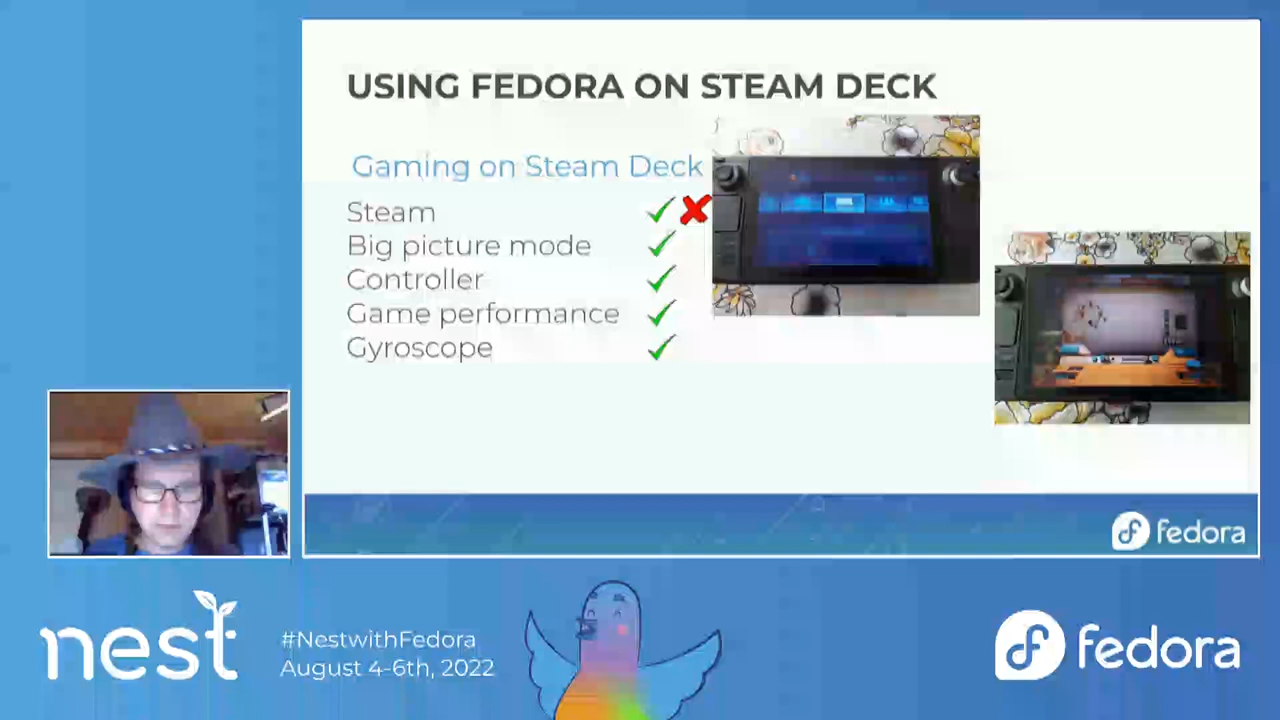 USING FEDORA ON STEAM DECK
Gaming on Steam Deck
Steam
Big picture mode
Controller
Game performance
Gyroscope
fedora
nest
#NestwithFedora
August 4-6th, 2022
fedora